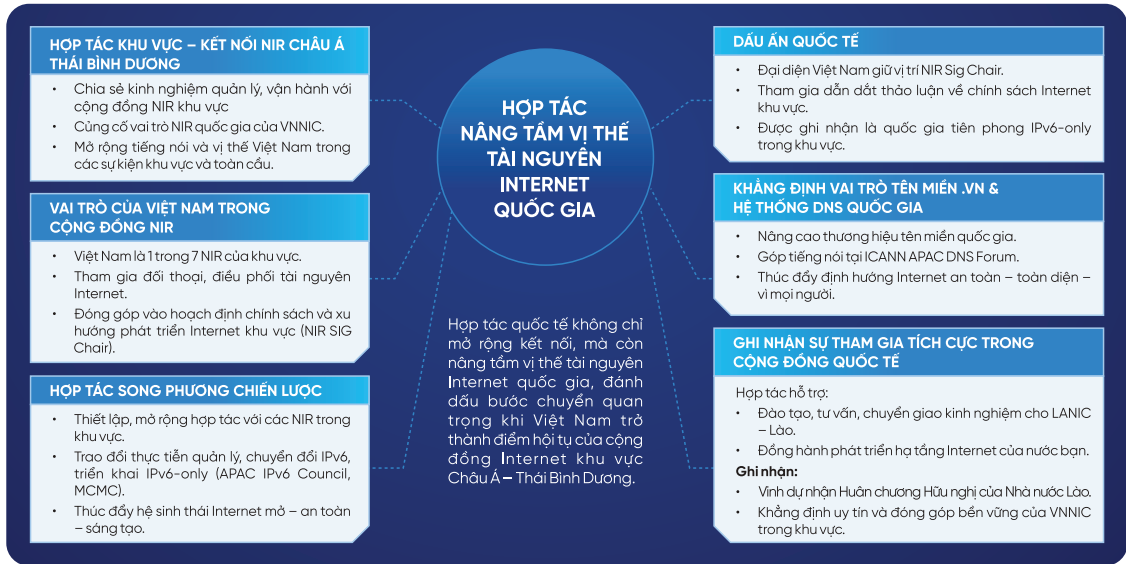 HỢP TÁC KHU VỰC – KẾT NỐI NIR CHÂU Á
THÁI BÌNH DƯƠNG
• Chia sẻ kinh nghiệm quản lý, vận hành với
cộng đồng NIR khu vực
• Củng cố vai trò NIR quốc gia của VNNIC.
• Mở rộng tiếng nói và vị thế Việt Nam trong
các sự kiện khu vực và toàn cầu.
VAI TRÒ CỦA VIỆT NAM TRONG
CỘNG ĐỒNG NIR
• Việt Nam là 1 trong 7 NIR của khu vực.
• Tham gia đối thoại, điều phối tài nguyên
Internet.
• Đóng góp vào hoạch định chính sách và xu
hướng phát triển Internet khu vực (NIR SIG
Chair).
HỢP TÁC SONG PHƯƠNG CHIẾN LƯỢC
• Thiết lập, mở rộng hợp tác với các NIR trong
khu vực.
• Trao đổi thực tiễn quản lý, chuyển đổi IPv6,
triển khai IPv6-only (APAC IPv6 Council,
MCMC).
• Thúc đẩy hệ sinh thái Internet mở – an toàn
– sáng tạo.
HỢP TÁC
NÂNG TẦM VỊ THẾ
TÀI NGUYÊN
INTERNET
QUỐC GIA
Hợp tác quốc tế không chỉ
mở rộng kết nối, mà còn
nâng tầm vị thế tài nguyên
Internet quốc gia, đánh
dấu bước chuyển quan
trọng khi Việt Nam trở
thành điểm hội tụ của cộng
đồng Internet khu vực
Châu Á – Thái Bình Dương.
DẤU ẤN QUỐC TẾ
• Đại diện Việt Nam giữ vị trí NIR Sig Chair.
• Tham gia dẫn dắt thảo luận về chính sách Internet
khu vực.
• Được ghi nhận là quốc gia tiên phong IPv6-only
trong khu vực.
KHẲNG ĐỊNH VAI TRÒ TÊN MIỀN .VN &
HỆ THỐNG DNS QUỐC GIA
• Nâng cao thương hiệu tên miền quốc gia.
• Góp tiếng nói tại ICANN APAC DNS Forum.
• Thúc đẩy định hướng Internet an toàn – toàn diện –
vì mọi người.
GHI NHẬN SỰ THAM GIA TÍCH CỰC TRONG
CỘNG ĐỒNG QUỐC TẾ
Hợp tác hỗ trợ:
• Đào tạo, tư vấn, chuyển giao kinh nghiệm cho LANIC
– Lào.
• Đồng hành phát triển hạ tầng Internet của nước bạn.
Ghi nhận:
• Vinh dự nhận Huân chương Hữu nghị của Nhà nước Lào.
• Khẳng định uy tín và đóng góp bền vững của VNNIC
trong khu vực.